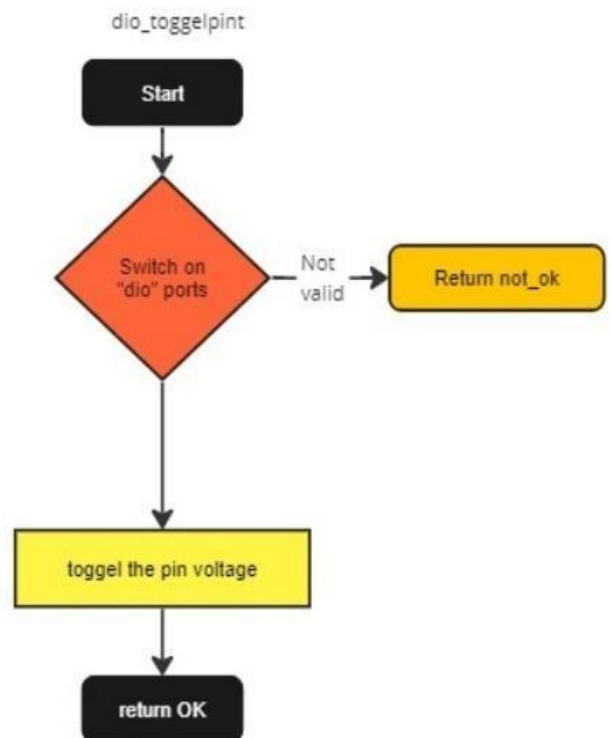 dio_toggelpint
Start
Switch on
"dio" ports
Not
valid
Return not_ok
toggel the pin voltage
return OK